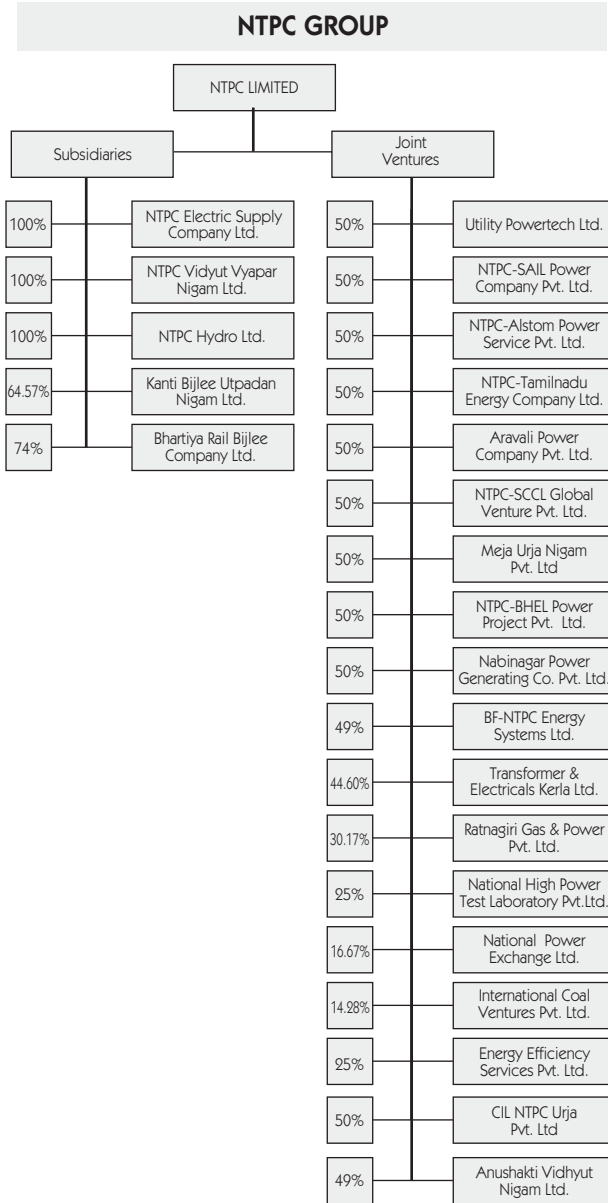 NTPC GROUP
NTPC LIMITED
Subsidiaries
100%
NTPC Electric Supply
Company Ltd.
100%
NTPC Vidyut Vyapar
Nigam Ltd.
100%
NTPC Hydro Ltd.
64.57%
Kanti Bijlee Utpadan
Nigam Ltd.
74%
Bhartiya Rail Bijlee
Company Ltd.
Joint
Ventures
50%
Utility Powertech Ltd.
50%
NTPC-SAIL Power
Company Pvt. Ltd.
50%
NTPC-Alstom Power
Service Pvt. Ltd.
50%
NTPC-Tamilnadu
Energy Company Ltd.
50%
Aravali Power
Company Pvt. Ltd.
50%
NTPC-SCCL Global
Venture Pvt. Ltd.
50%
Meja Urja Nigam
Pvt. Ltd
50%
NTPC-BHEL Power
Project Pvt. Ltd.
50%
Nabinagar Power
Generating Co. Pvt. Ltd.
49%
BF-NTPC Energy
Systems Ltd.
44.60%
Transformer &
Electricals Kerla Ltd.
30.17%
Ratnagiri Gas & Power
Pvt. Ltd.
25%
National High Power
Test Laboratory Pvt.Ltd.
16.67%
National Power
Exchange Ltd.
14.28%
International Coal
Ventures Pvt. Ltd.
25%
Energy Efficiency
Services Pvt. Ltd.
50%
CIL NTPC Urja
Pvt. Ltd
49%
Anushakti Vidhyut
Nigam Ltd.